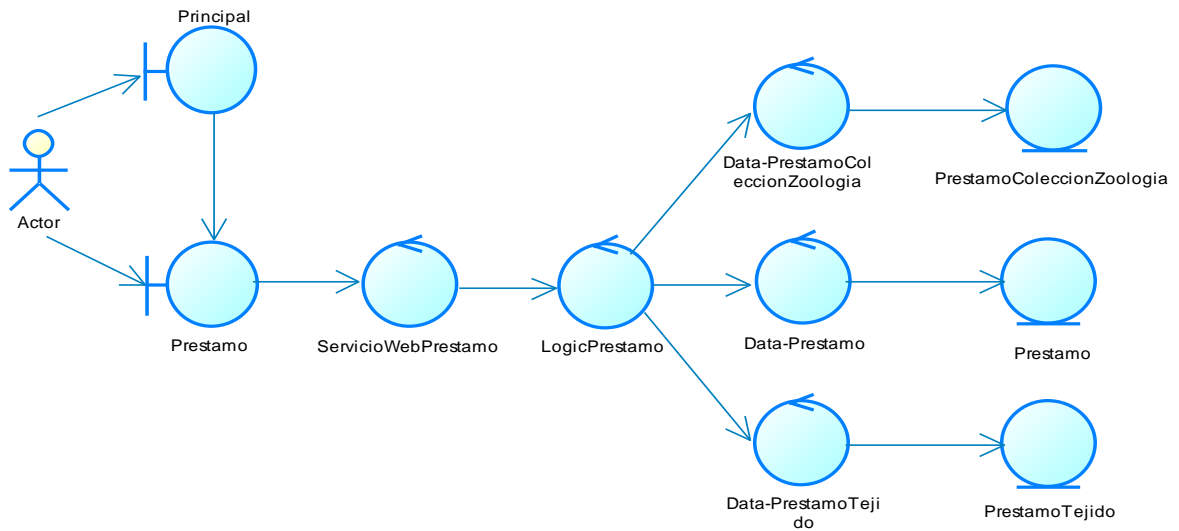 Principal
Actor
Data-PrestamoCol
eccionZoologia
PrestamoColeccionZoologia
Prestamo
ServicioWebPrestamo
LogicPrestamo
Data-Prestamo
Prestamo
Data-PrestamoTeji
do
PrestamoTejido